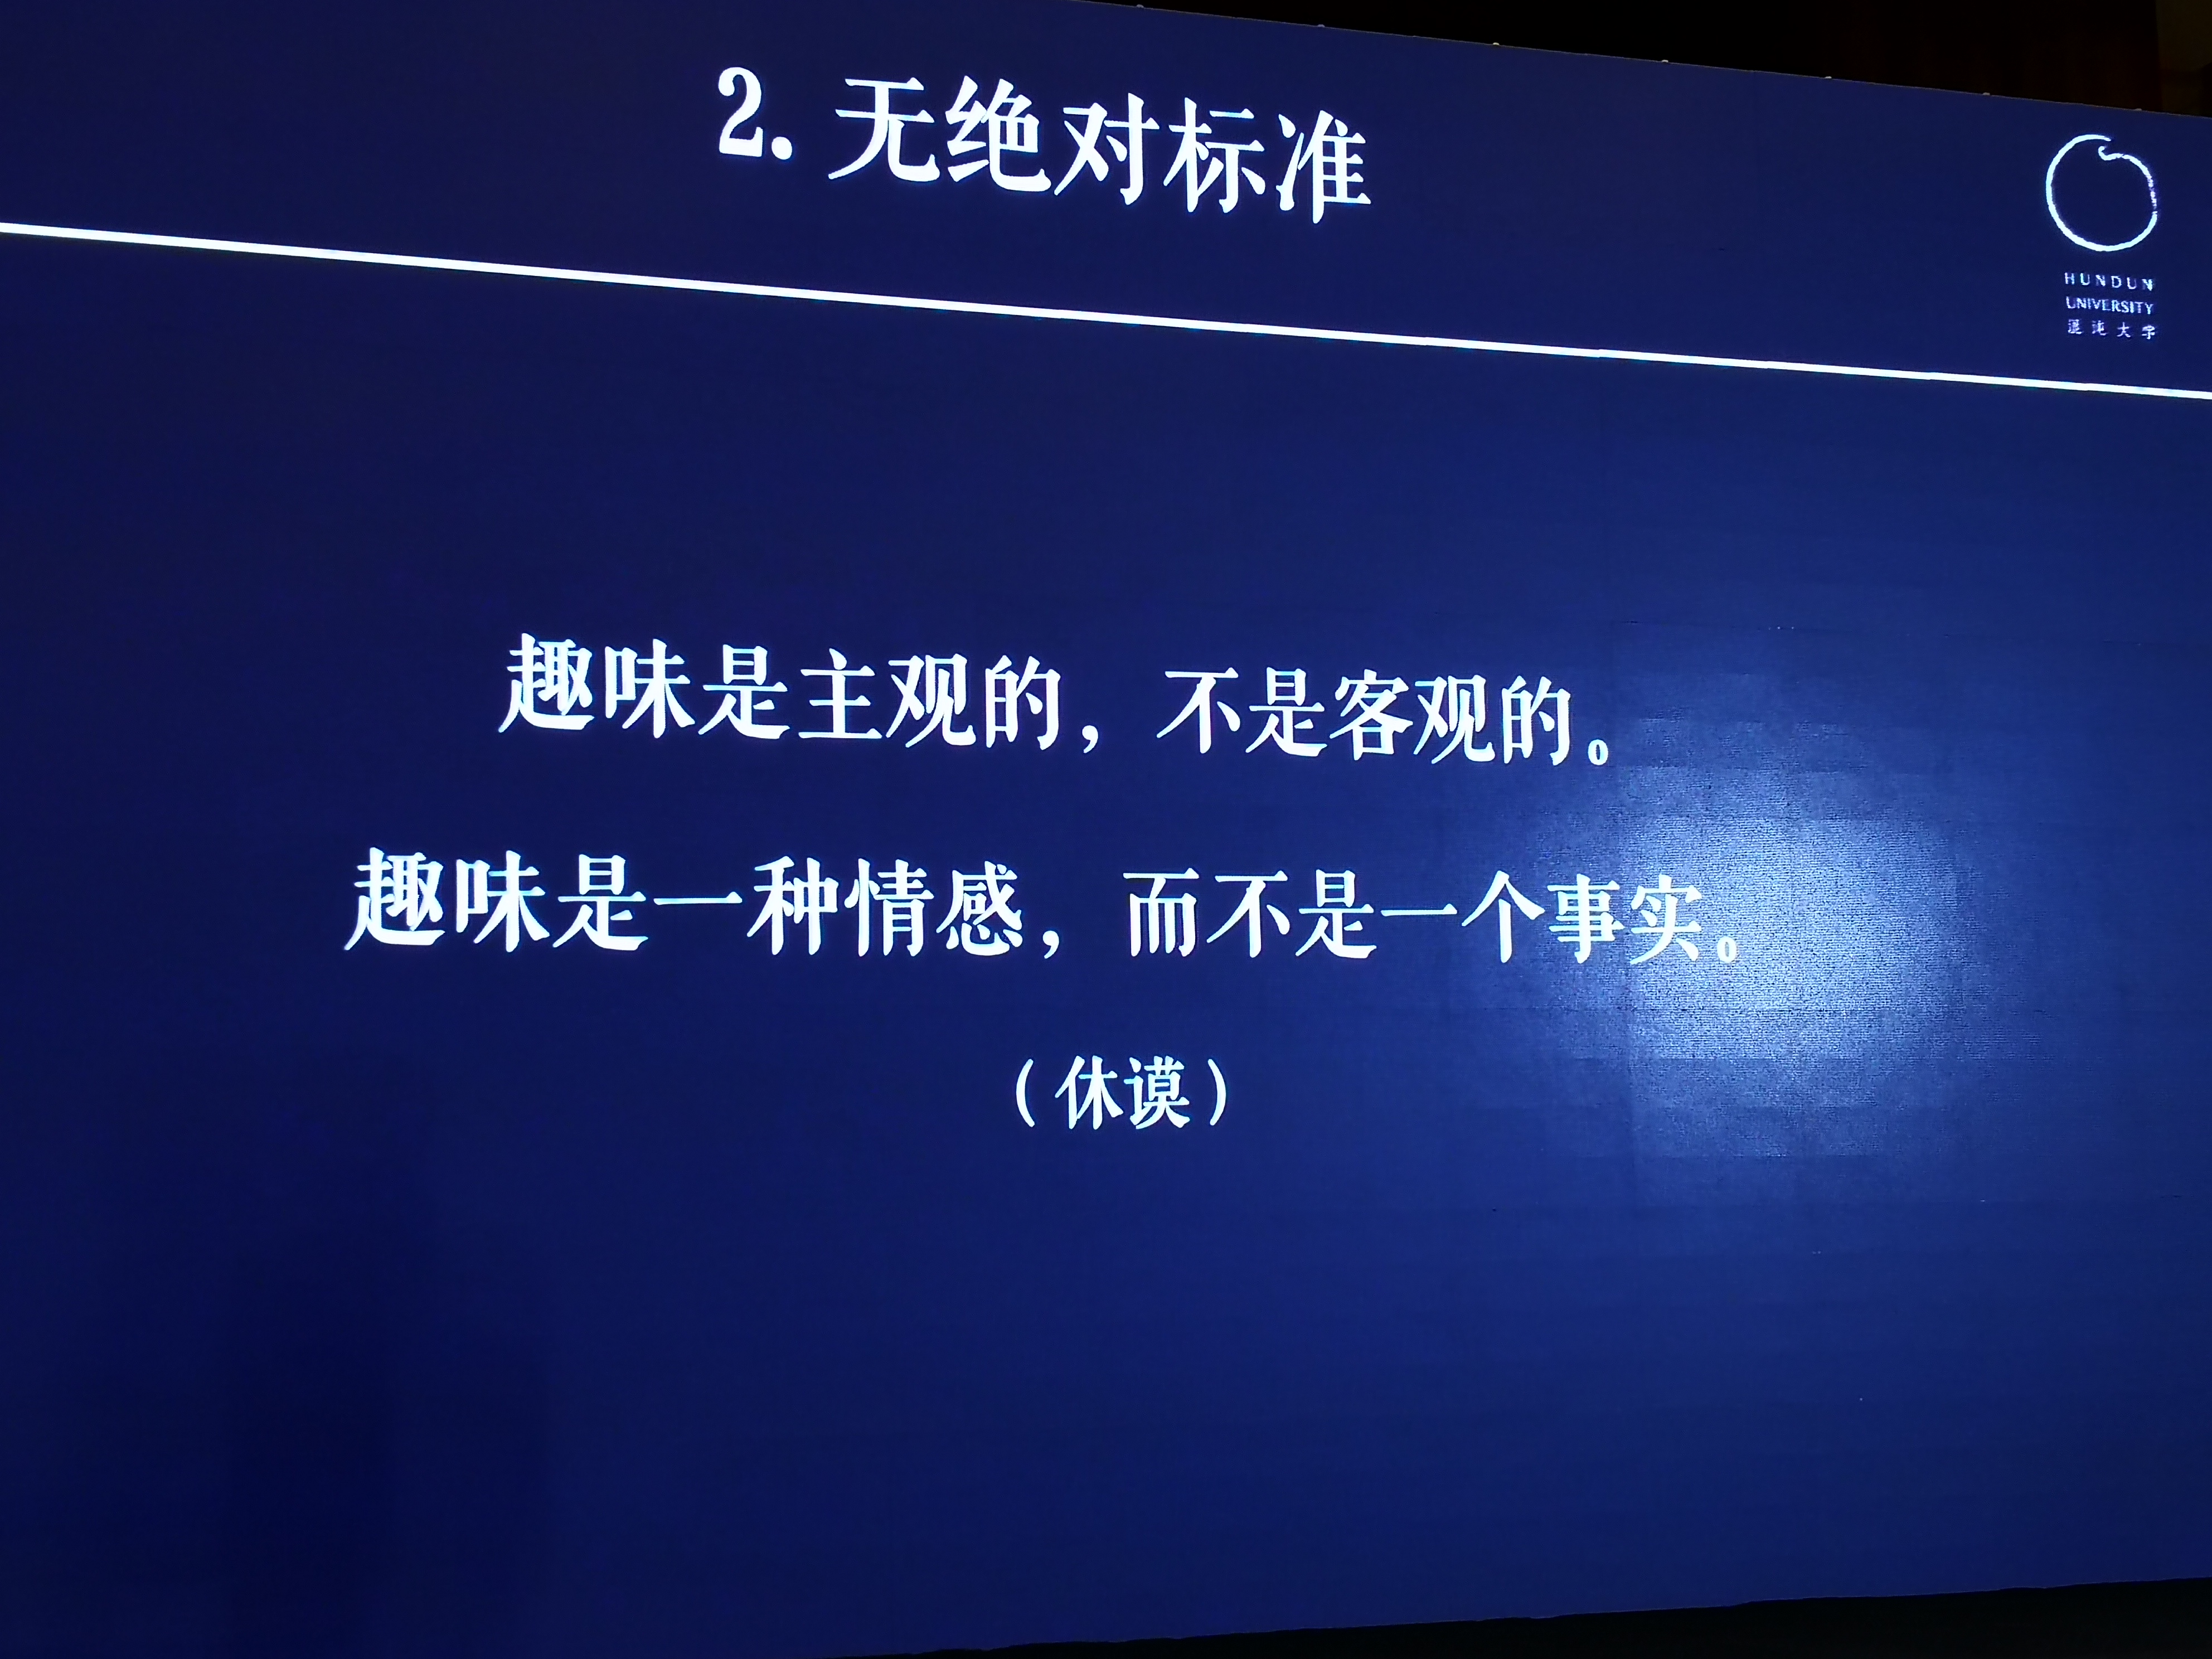 2. 无绝对标准
HUNDUN
UNIVERSITY
混沌大学
趣味是主观的，不是客观的。
趣味是一种情感，而不是一个事实。
（休谟）